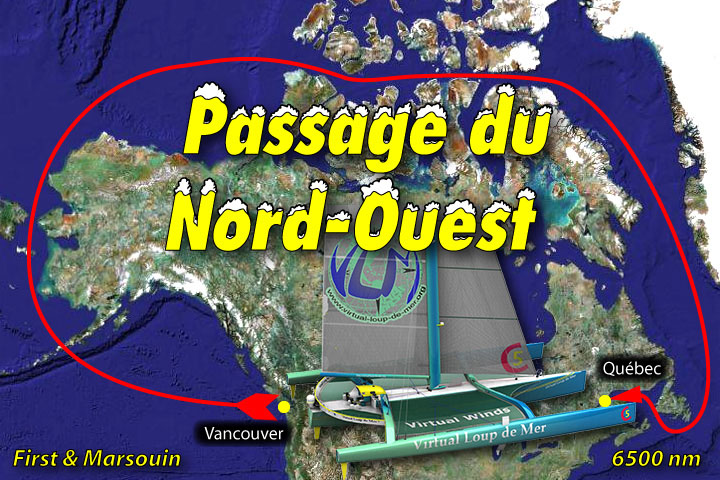 Passage du
Nord-Ouest
VLM
www.virtual-loup-de-mer.org
Québec
Vancouver
Virtual Winds
Virtual Loup de Mer
First & Marsouin
6500 nm